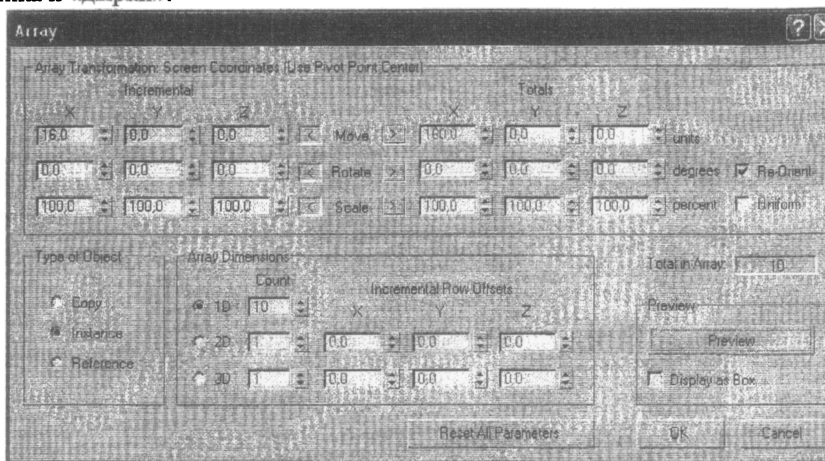 Array
Array Transformation: Screen Coordinates (Use Pivot Point Center)
Incremental Totals
X Y Z X Y Z
16,0 0,0 0,0 < Move > 160,0 0,0 0,0 units
0,0 0,0 0,0 < Rotate > 0,0 0,0 0,0 degrees Re-Orient
100,0 100,0 100,0 < Scale > 100,0 100,0 100,0 percent Uniform
Type of Object Array Dimensions Total in Array: 10
Count Incremental Row Offsets
X Y Z
Copy 1D 10 Preview
Instance 2D 1 0,0 0,0 0,0 Preview
Reference 3D 1 0,0 0,0 0,0 Display as Box
Reset All Parameters OK Cancel